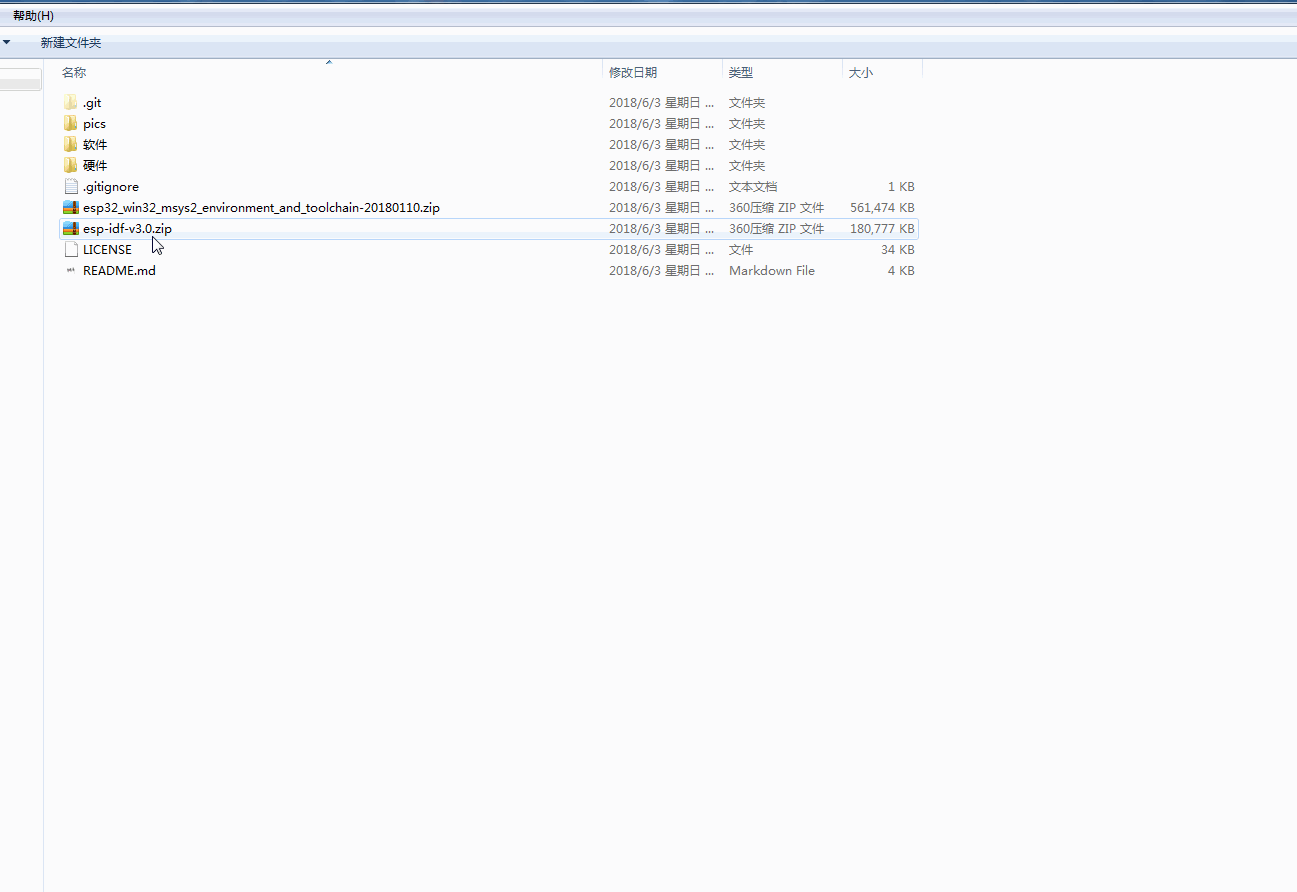 帮助(H)
新建文件夹
名称 修改日期 类型 大小
.git 2018/6/3 星期日 ... 文件夹
pics 2018/6/3 星期日 ... 文件夹
软件 2018/6/3 星期日 ... 文件夹
硬件 2018/6/3 星期日 ... 文件夹
.gitignore 2018/6/3 星期日 ... 文本文档 1 KB
esp32_win32_msys2_environment_and_toolchain-20180110.zip 2018/6/3 星期日 ... 360压缩 ZIP 文件 561,474 KB
esp-idf-v3.0.zip 2018/6/3 星期日 ... 360压缩 ZIP 文件 180,777 KB
LICENSE 2018/6/3 星期日 ... 文件 34 KB
README.md 2018/6/3 星期日 ... Markdown File 4 KB